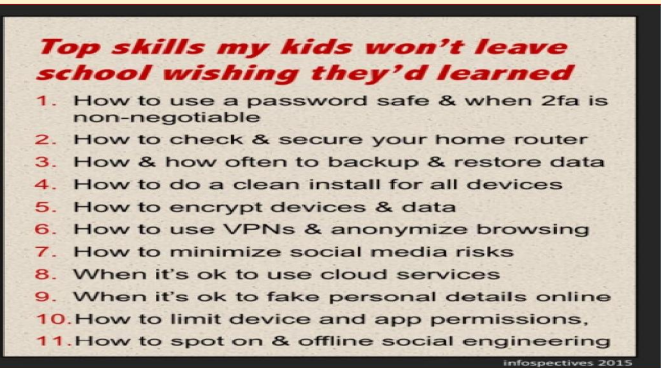 Top skills my kids won't leave
school wishing they'd learned
1. How to use a password safe & when 2fa is
non-negotiable
2. How to check & secure your home router
3. How & how often to backup & restore data
4. How to do a clean install for all devices
5. How to encrypt devices & data
6. How to use VPNs & anonymize browsing
7. How to minimize social media risks
8. When it's ok to use cloud services
9. When it's ok to fake personal details online
10.How to limit device and app permissions,
11.How to spot on & offline social engineering
infospectives 2015